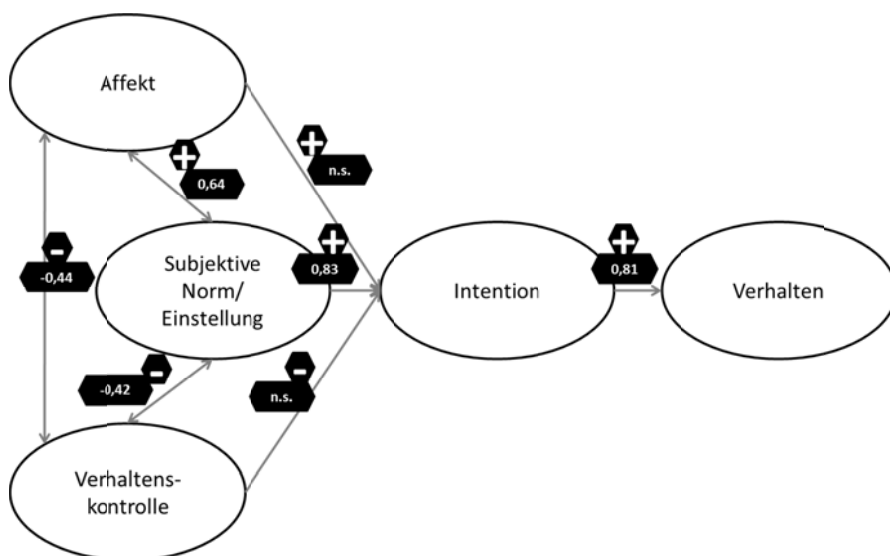 Affekt
+
n.s.
+
0,64
-
-0,44
Subjektive
Norm/
Einstellung
+
0,83
Intention
+
0,81
Verhalten
-
-0,42
-
n.s.
Verhaltens-
kontrolle